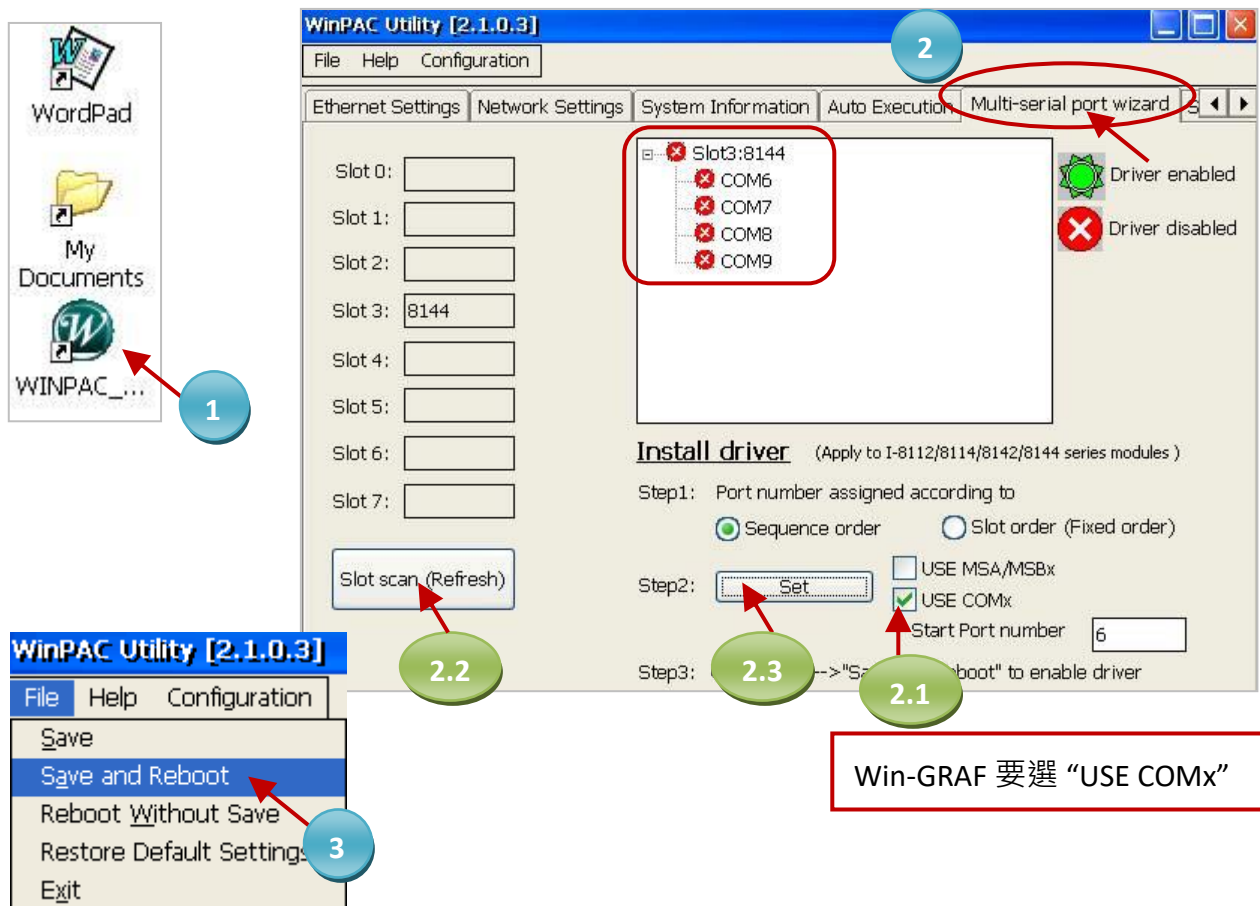 WordPad
My
Documents
WINPAC_...
1
WinPAC Utility [2.1.0.3]
2
File Help Configuration
Ethernet Settings Network Settings System Information Auto Execution Multi-serial port wizard
Slot 0:
Slot 1:
Slot 2:
Slot 3: 8144
Slot 4:
Slot 5:
Slot 6:
Slot 7:
Slot scan (Refresh)
2.2
Slot3:8144
COM6
COM7
COM8
COM9
Driver enabled
Driver disabled
Install driver (Apply to I-8112/8114/8142/8144 series modules )
Step1: Port number assigned according to
Sequence order Slot order (Fixed order)
Step2: Set USE MSA/MSBx
USE COMx
Start Port number 6
2.3
2.1
Step3: -->"Sa boot" to enable driver
Win-GRAF 要選 “USE COMx”
WinPAC Utility [2.1.0.3]
File Help Configuration
Save
Save and Reboot
Reboot Without Save
Restore Default Settings
3
Exit